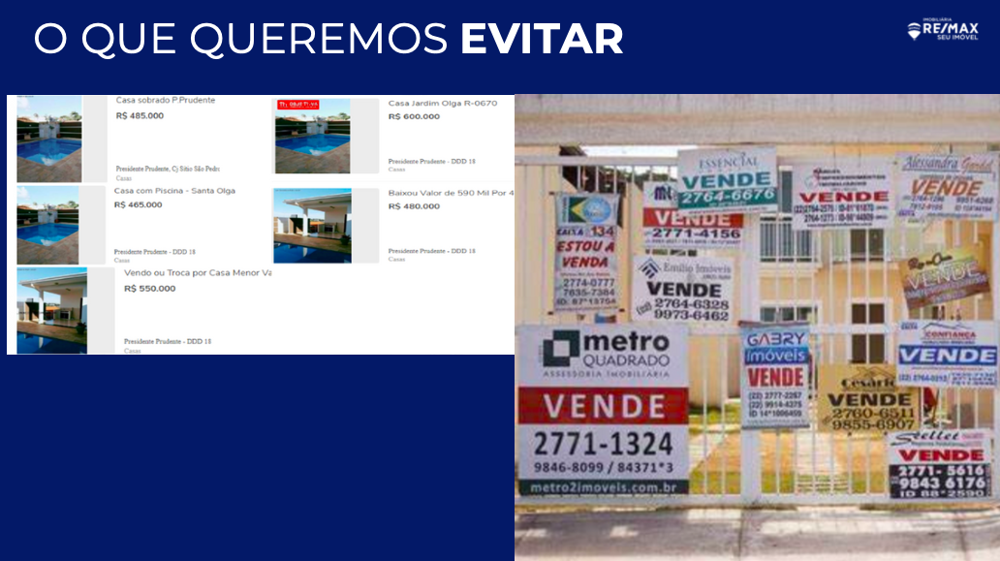 O QUE QUEREMOS EVITAR
IMOBILIÁRIA
RE/MAX
SEU IMÓVEL
Casa sobrado P.Prudente
R$ 485.000
Presidente Prudente, Cj Sítio São Pedro
Casas
Casa Jardim Olga R-0670
R$ 600.000
Presidente Prudente - DDD 18
Casas
Casa com Piscina - Santa Olga
R$ 465.000
Presidente Prudente - DDD 18
Casas
Baixou Valor de 590 Mil Por 4
R$ 480.000
Presidente Prudente - DDD 18
Casas
Vendo ou Troca por Casa Menor Va
R$ 550.000
Presidente Prudente - DDD 18
Casas
ESSENCIAL
VENDE
2764-6676
VENDE
2771-4156
IMOBILIÁRIOS
VENDE
Alessandra Gardel
VENDE
CAIXA 134
ESTOU A
VENDA
2774-0777
7835-7384
ID: 87*18754
Emilio Imóveis
VENDE
2764-6328
9973-6462
VENDE
metro
QUADRADO
ASSESSORIA IMOBILIÁRIA
VENDE
2771-1324
9846-8099 / 84371*3
metro2imoveis.com.br
GABRY
Imóveis
VENDE
(22) 2777-2267
(22) 9914-4275
ID 14*1006459
CONFIANÇA
VENDE
Cesario
VENDE
2760-6511
9855-6907
Stellet
VENDE
2771- 5616
9843 6176
ID 88*2590